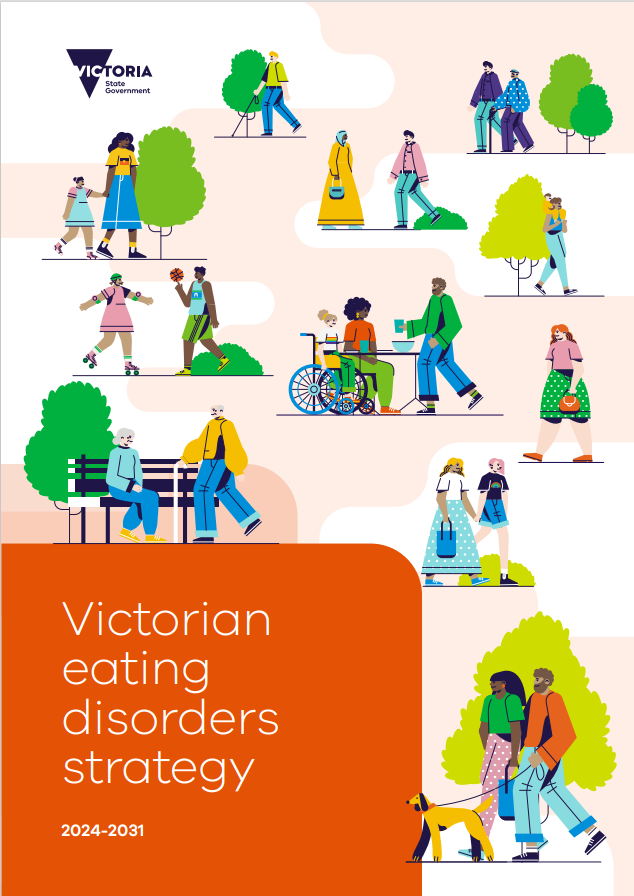 VICTORIA
State
Government
Victorian
eating
disorders
strategy
2024-2031